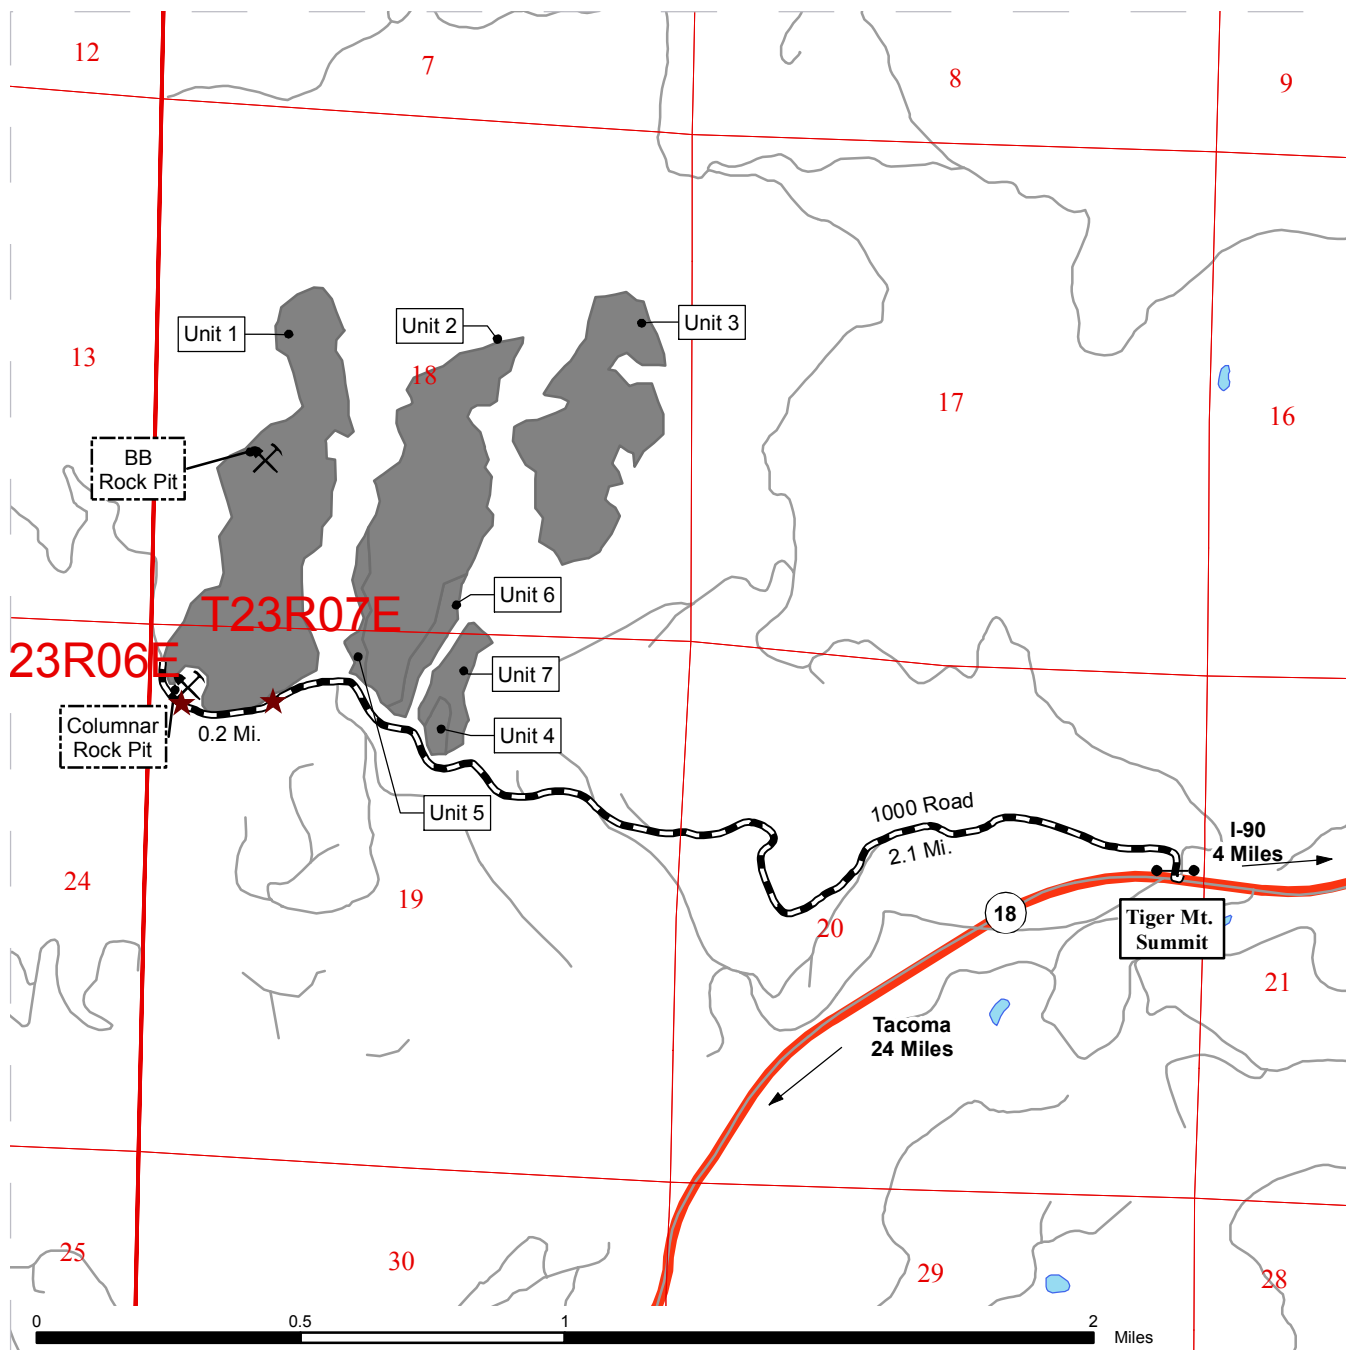 12
7
8
9
Unit 1
Unit 2
Unit 3
13
18
17
16
BB
Rock Pit
Unit 6
T23R07E
23R06E
Unit 7
Columnar
Rock Pit
0.2 Mi.
Unit 4
Unit 5
1000 Road
2.1 Mi.
I-90
4 Miles
24
19
20
18
Tiger Mt.
Summit
21
Tacoma
24 Miles
25
30
29
28
0
0.5
1
2
Miles